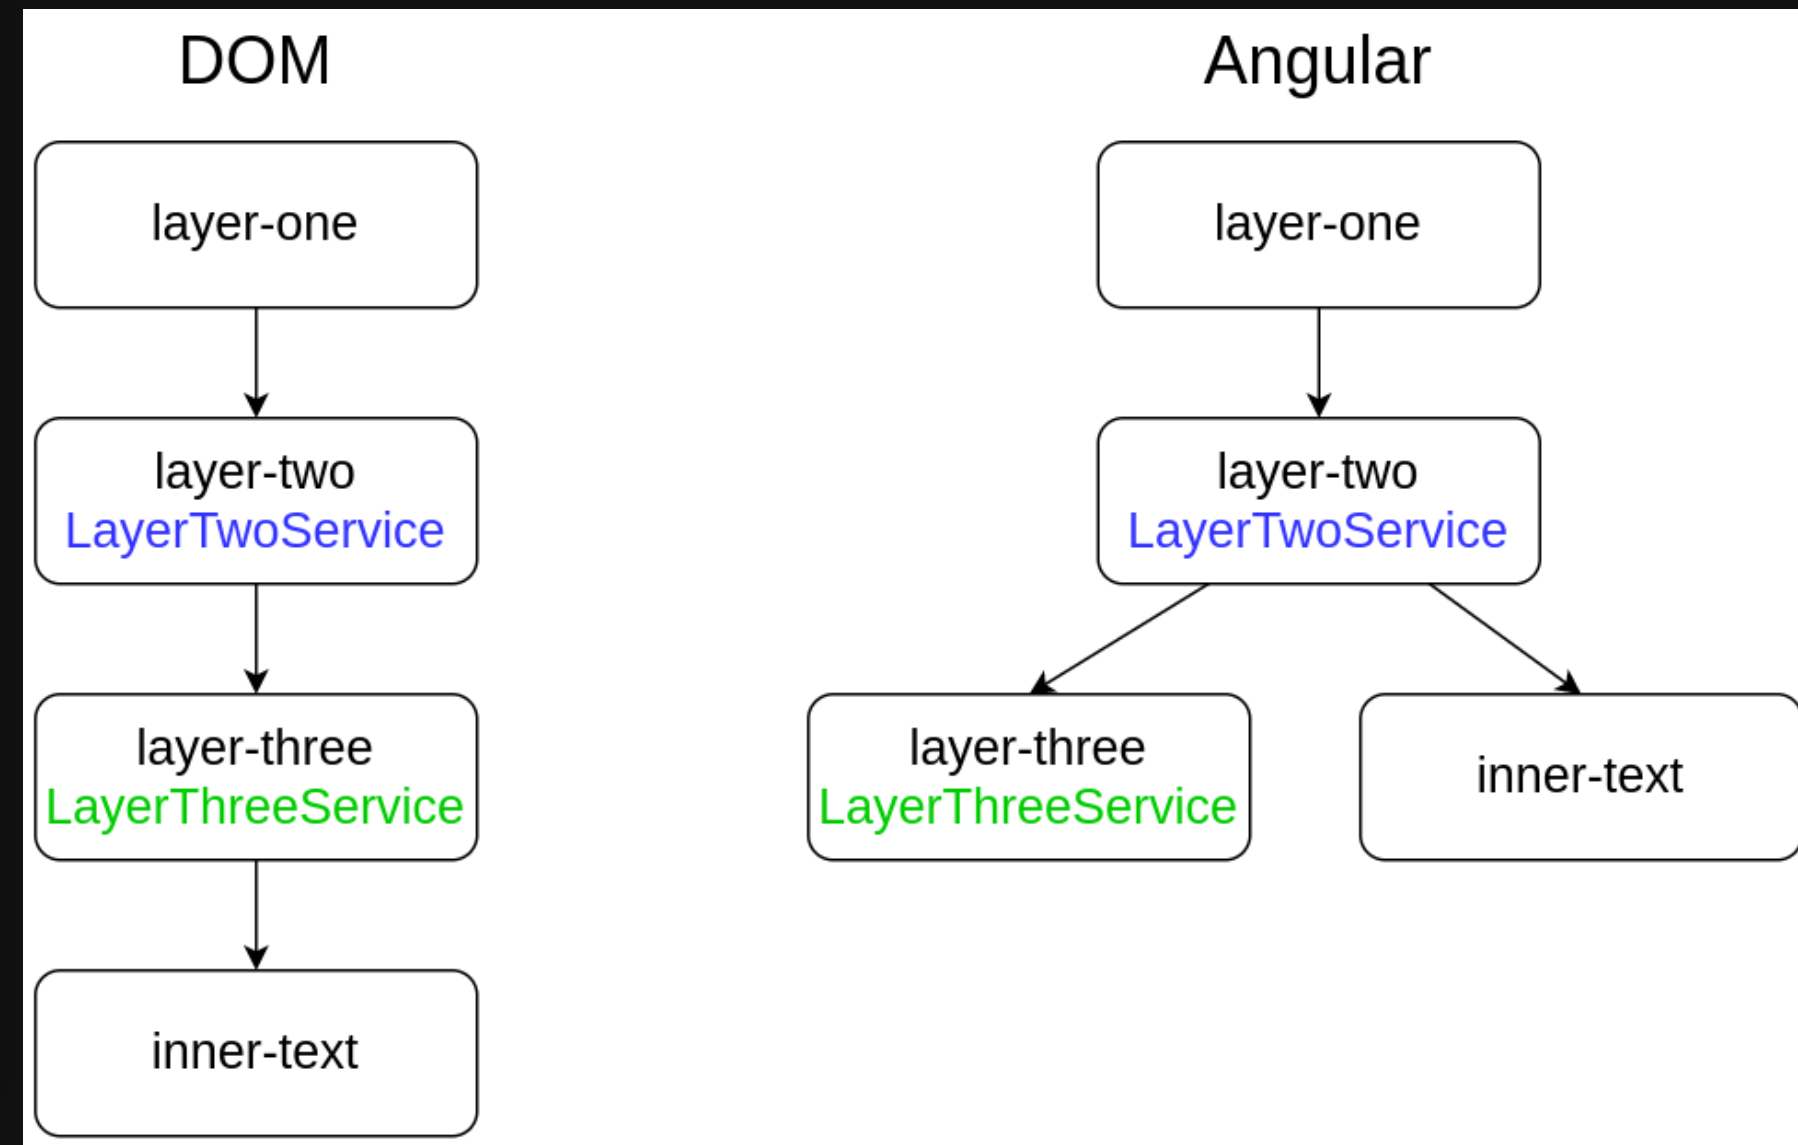 DOM
layer-one
layer-two
LayerTwoService
layer-three
LayerThreeService
inner-text
Angular
layer-one
layer-two
LayerTwoService
layer-three
LayerThreeService
inner-text